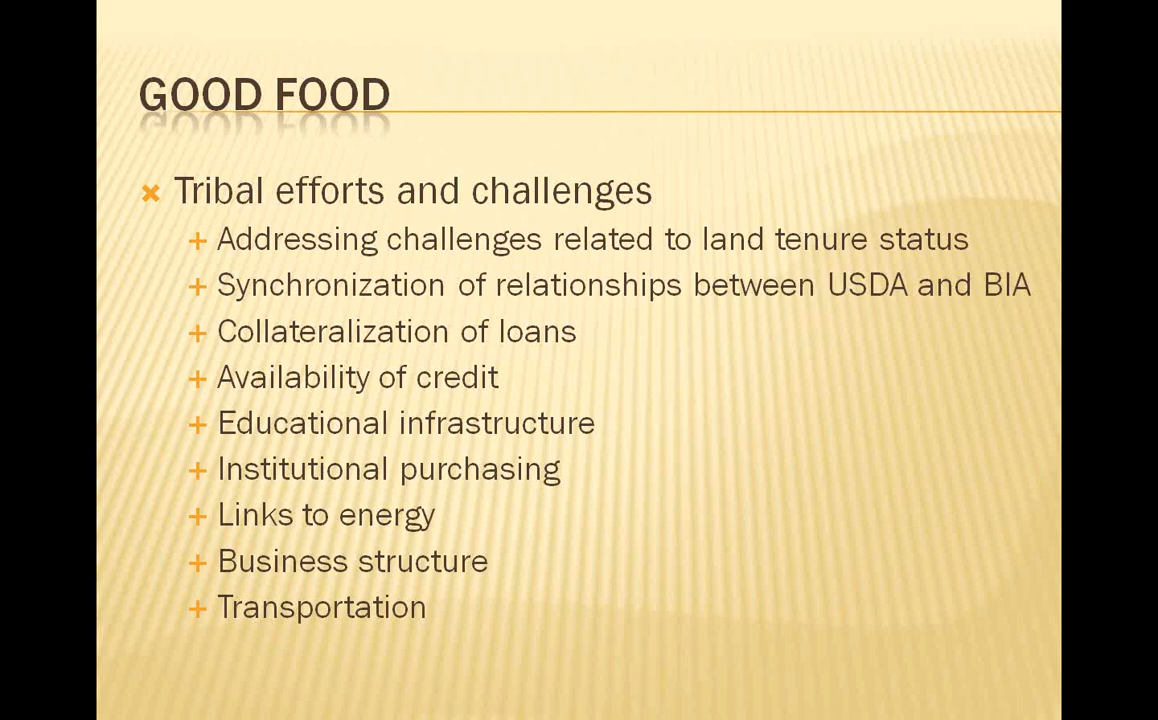 GOOD FOOD
Tribal efforts and challenges
Addressing challenges related to land tenure status
Synchronization of relationships between USDA and BIA
Collateralization of loans
Availability of credit
Educational infrastructure
Institutional purchasing
Links to energy
Business structure
Transportation